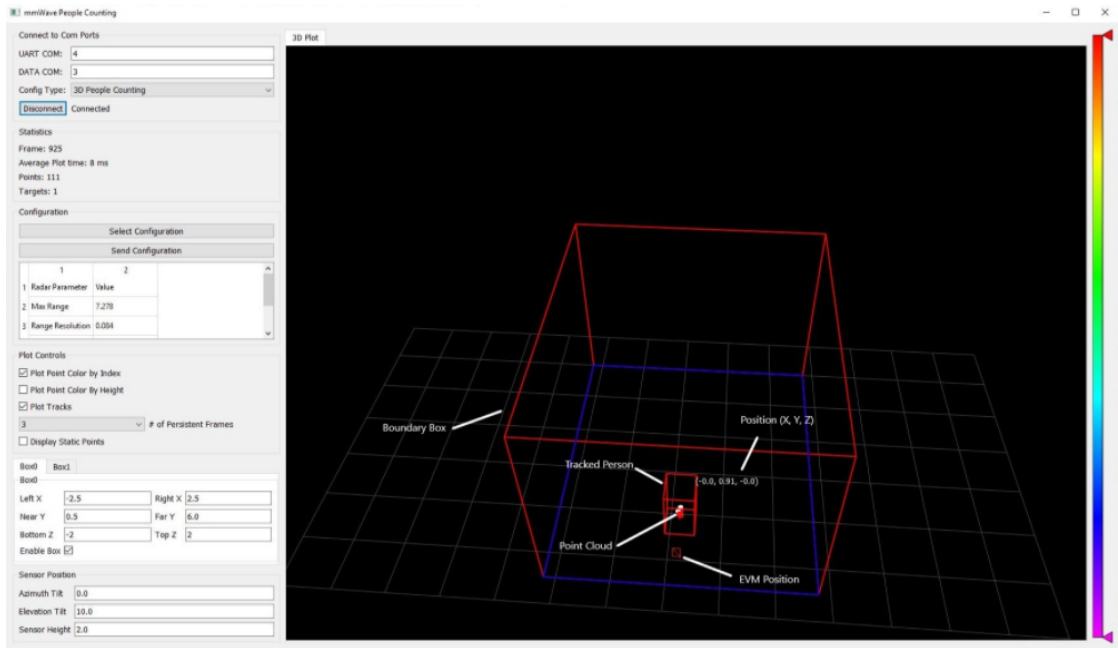 mmWave People Counting
Connect to Com Ports
UART COM: 4
DATA COM: 3
Config Type: 3D People Counting
Disconnect Connected
Statistics
Frame: 925
Average Plot time: 8 ms
Points: 111
Targets: 1
Configuration
Select Configuration
Send Configuration
1 2
1 Radar Parameter Value
2 Max Range 7.278
3 Range Resolution 0.084
Plot Controls
Plot Point Color by Index
Plot Point Color By Height
Plot Tracks
3 # of Persistent Frames
Display Static Points
Box0 Box1
Box0
Left X -2.5 Right X 2.5
Near Y 0.5 Far Y 6.0
Bottom Z -2 Top Z 2
Enable Box
Sensor Position
Azimuth Tilt 0.0
Elevation Tilt 10.0
Sensor Height 2.0
3D Plot
Boundary Box
Position (X, Y, Z)
Tracked Person
(-0.0, 0.91, -0.0)
Point Cloud
EVM Position